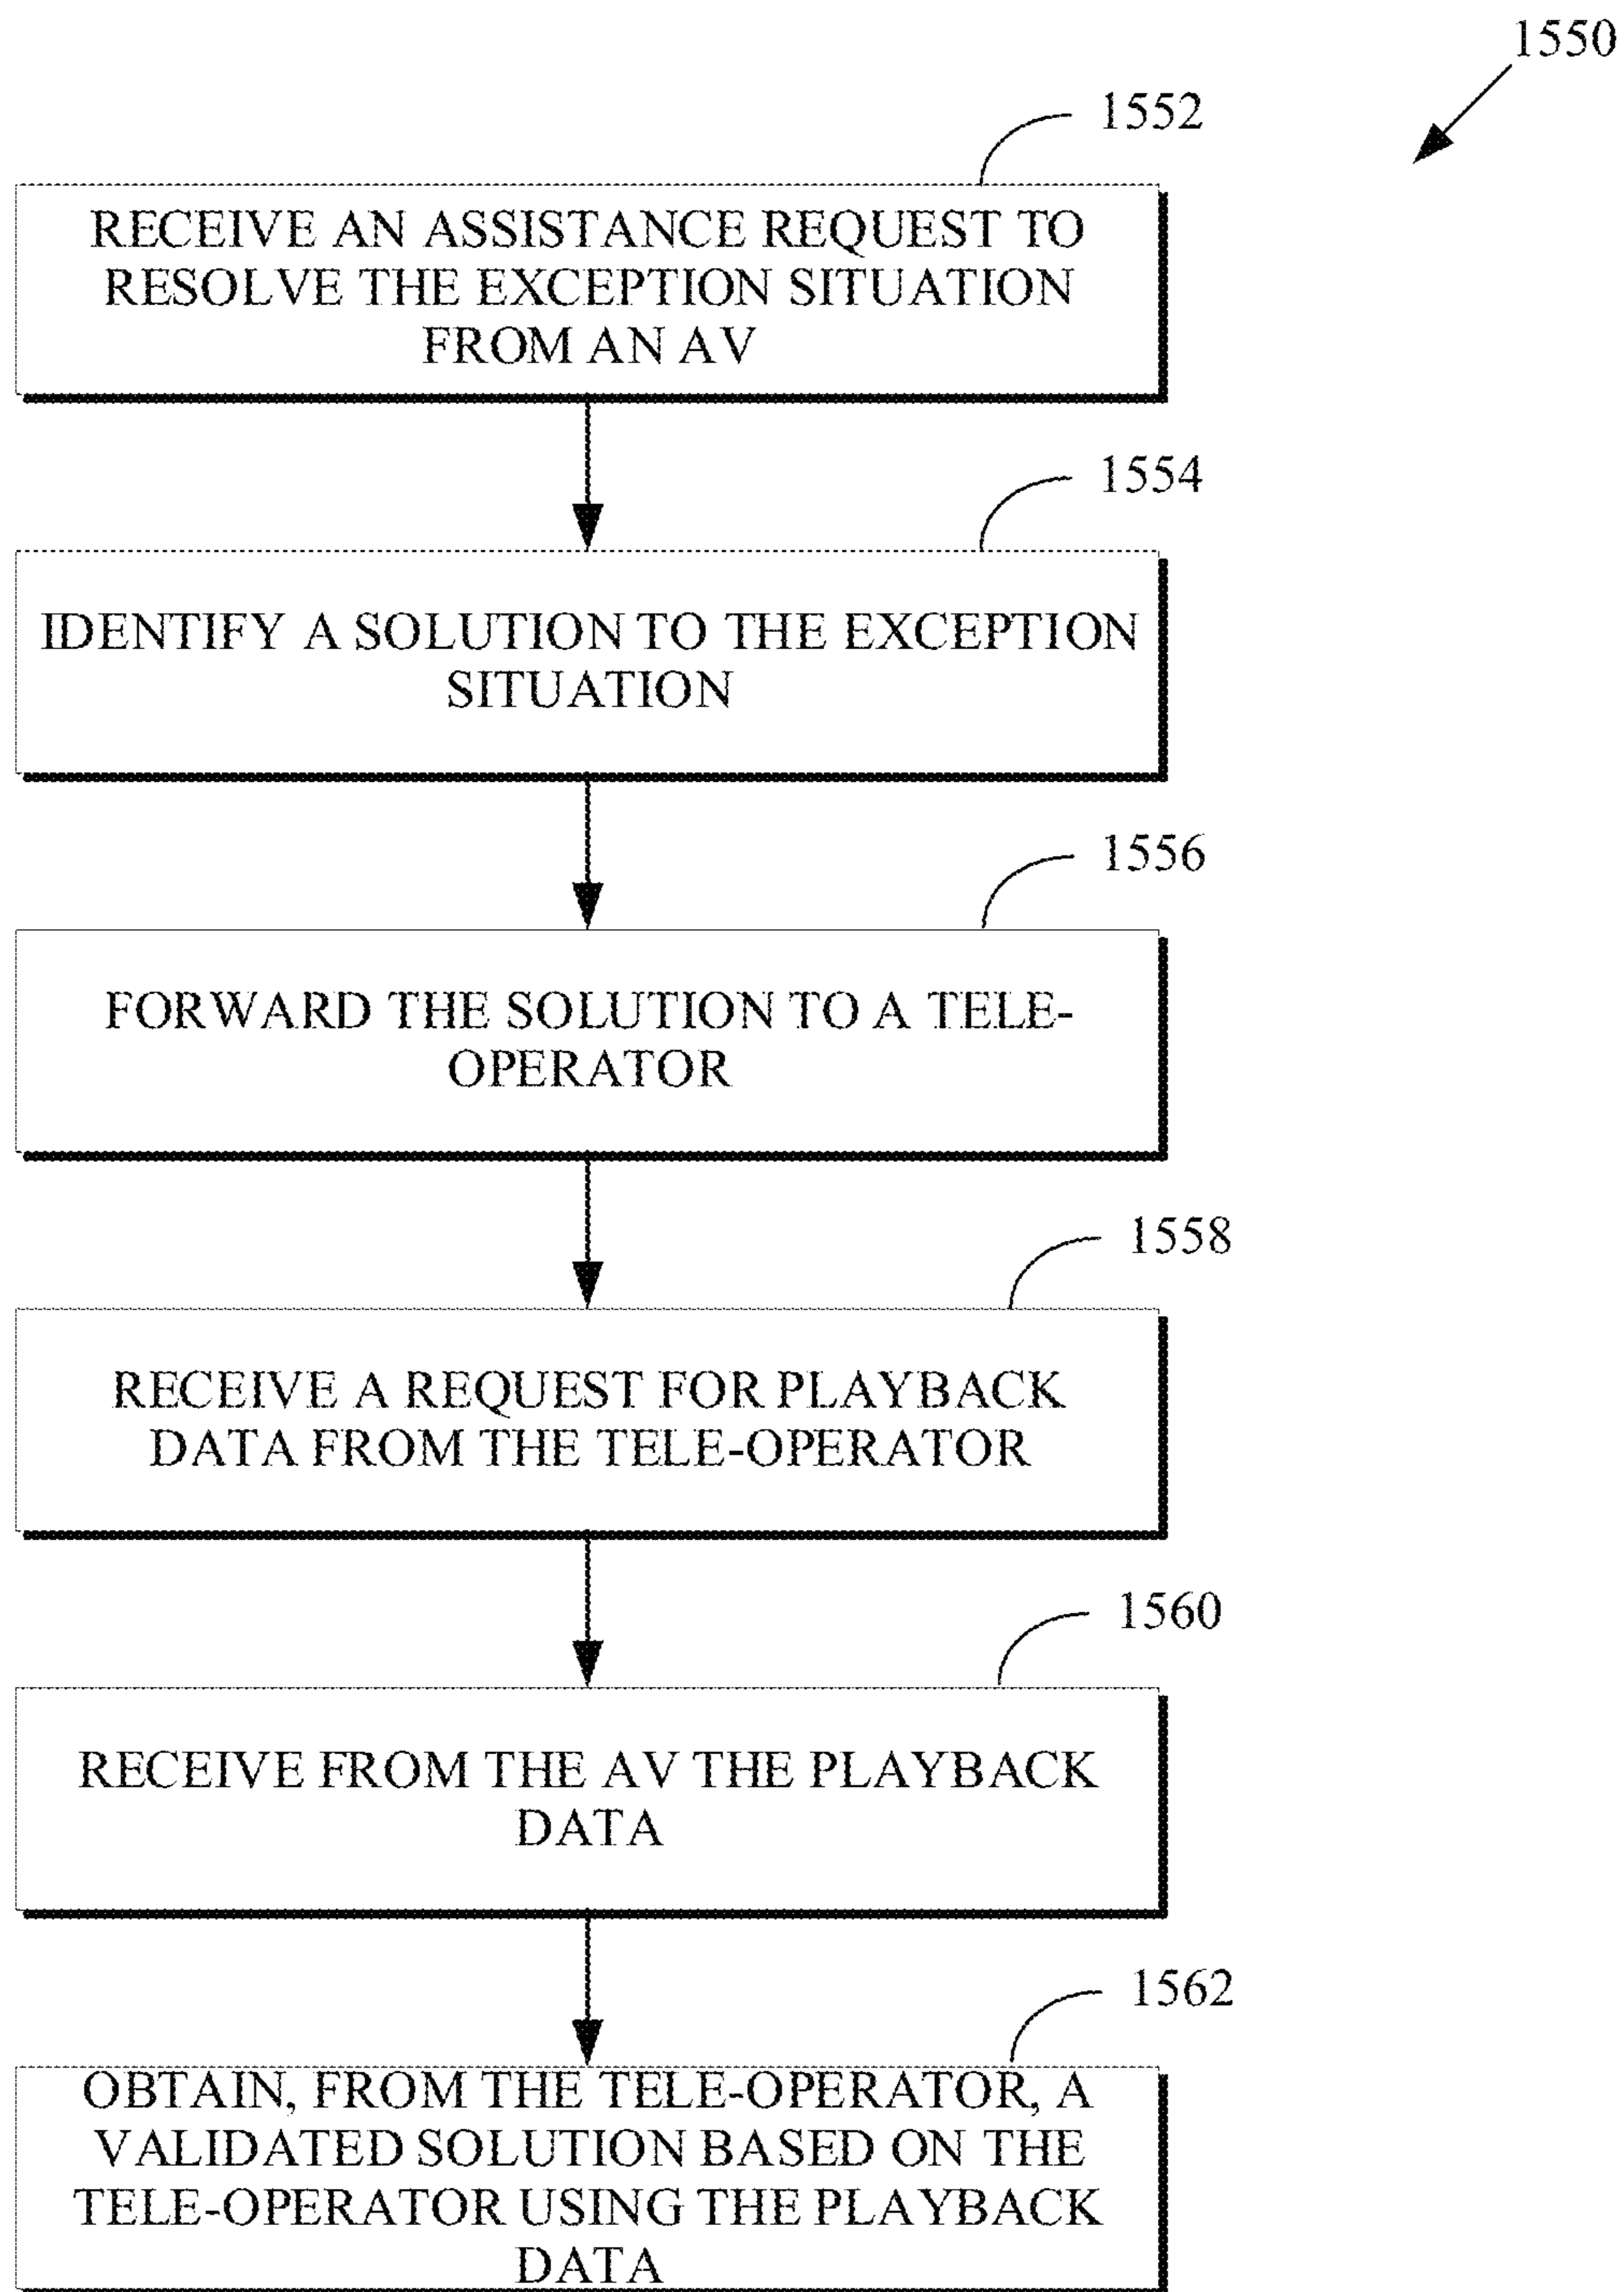 1550
1552
RECEIVE AN ASSISTANCE REQUEST TO
RESOLVE THE EXCEPTION SITUATION
FROM AN AV
1554
IDENTIFY A SOLUTION TO THE EXCEPTION
SITUATION
1556
FORWARD THE SOLUTION TO A TELE-
OPERATOR
1558
RECEIVE A REQUEST FOR PLAYBACK
DATA FROM THE TELE-OPERATOR
1560
RECEIVE FROM THE AV THE PLAYBACK
DATA
1562
OBTAIN, FROM THE TELE-OPERATOR, A
VALIDATED SOLUTION BASED ON THE
TELE-OPERATOR USING THE PLAYBACK
DATA